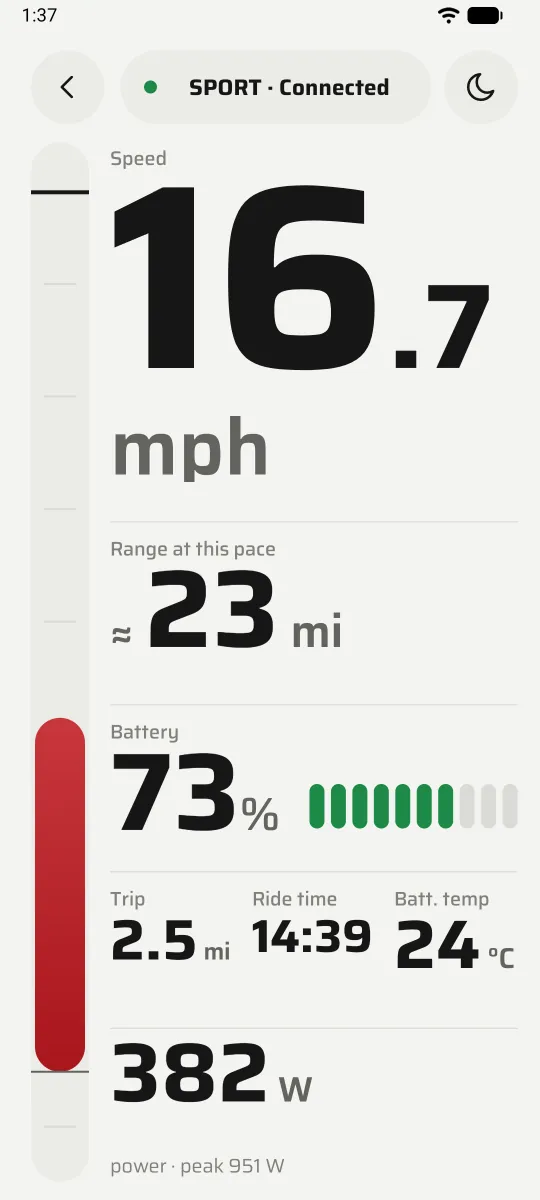 1:37
SPORT · Connected
Speed
16.7
mph
Range at this pace
≈ 23 mi
Battery
73%
Trip Ride time Batt. temp
2.5 mi 14:39 24 °C
382 W
power · peak 951 W